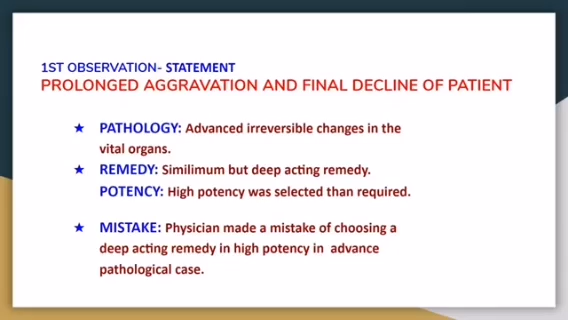 1ST OBSERVATION- STATEMENT
PROLONGED AGGRAVATION AND FINAL DECLINE OF PATIENT
★ PATHOLOGY: Advanced irreversible changes in the
vital organs.
★ REMEDY: Similimum but deep acting remedy.
POTENCY: High potency was selected than required.
★ MISTAKE: Physician made a mistake of choosing a
deep acting remedy in high potency in advance
pathological case.